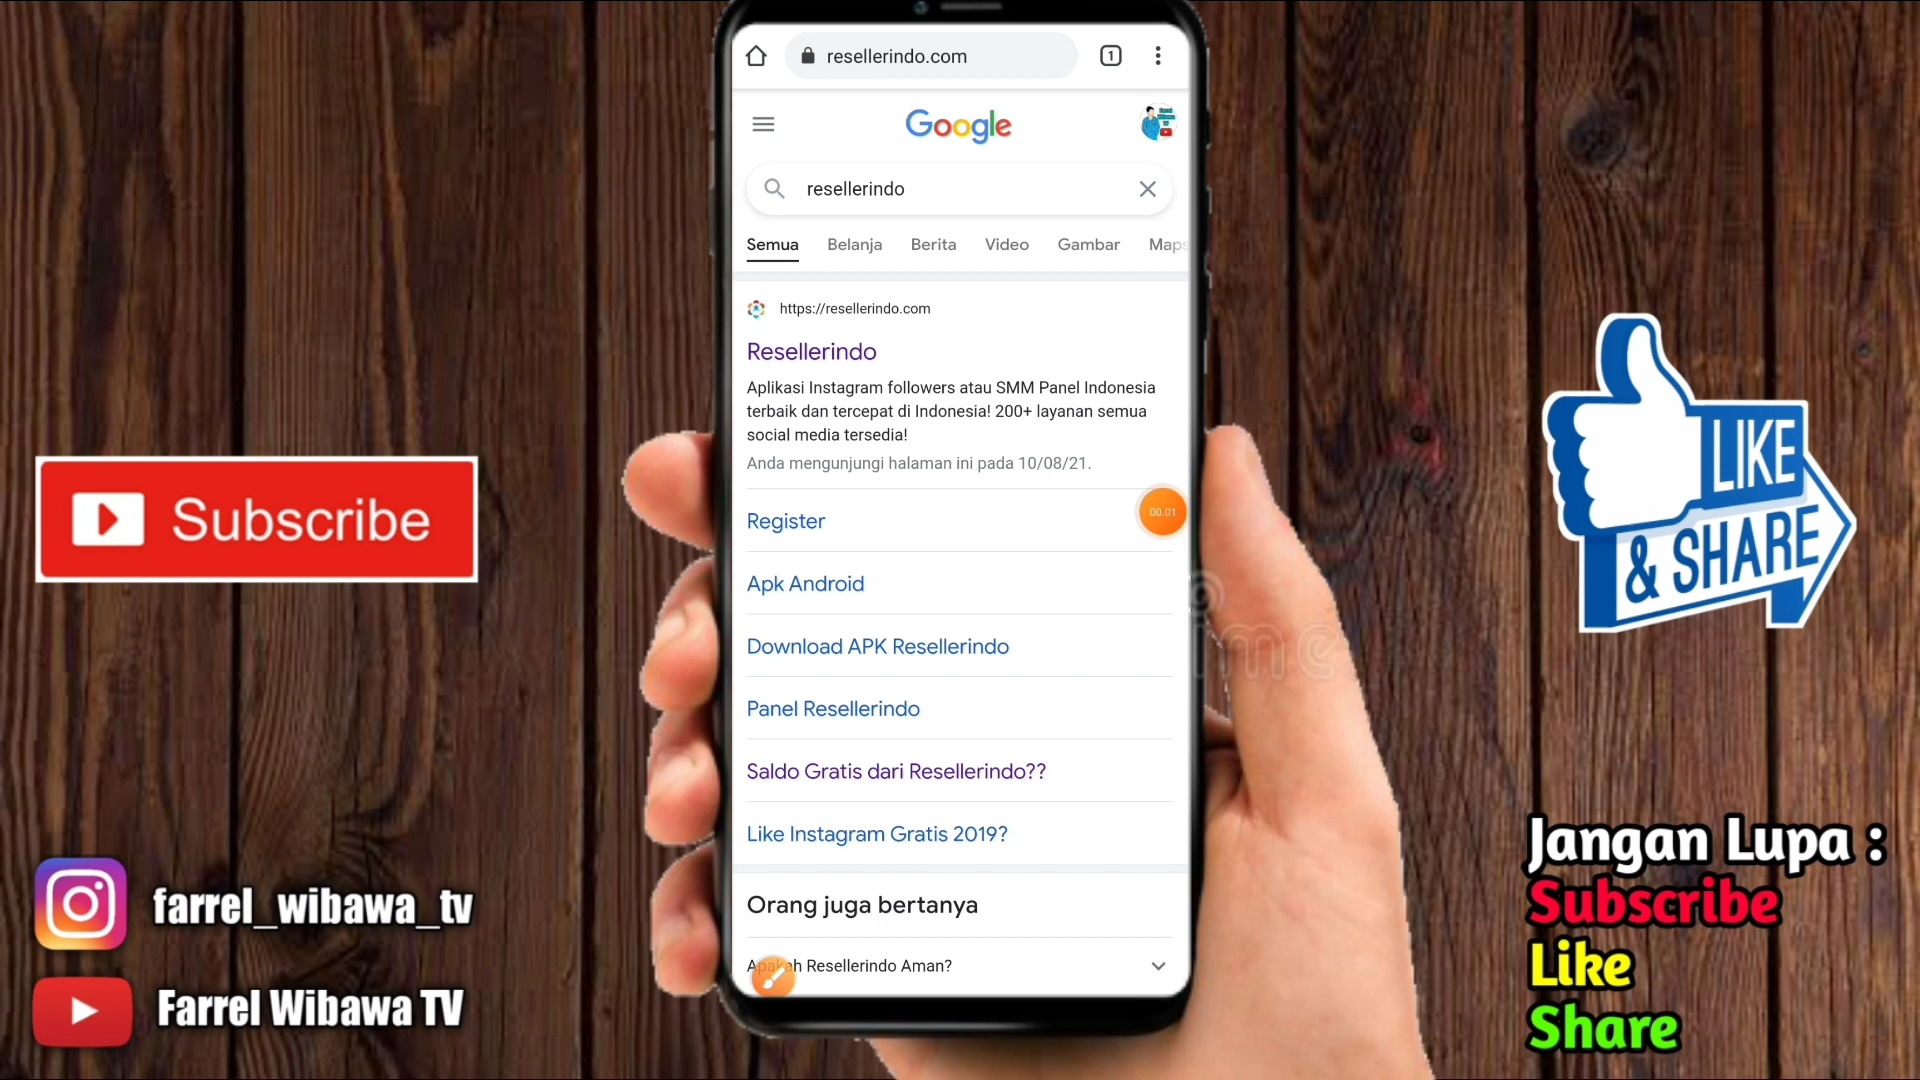 resellerindo.com
1
Google
resellerindo
Semua Belanja Berita Video Gambar Maps
https://resellerindo.com
Resellerindo
Aplikasi Instagram followers atau SMM Panel Indonesia
terbaik dan tercepat di Indonesia! 200+ layanan semua
social media tersedia!
Anda mengunjungi halaman ini pada 10/08/21.
Register
00.01
Apk Android
Download APK Resellerindo
Panel Resellerindo
Saldo Gratis dari Resellerindo??
Like Instagram Gratis 2019?
Orang juga bertanya
Apakah Resellerindo Aman?
Subscribe
farrel_wibawa_tv
Farrel Wibawa TV
LIKE
& SHARE
Jangan Lupa :
Subscribe
Like
Share